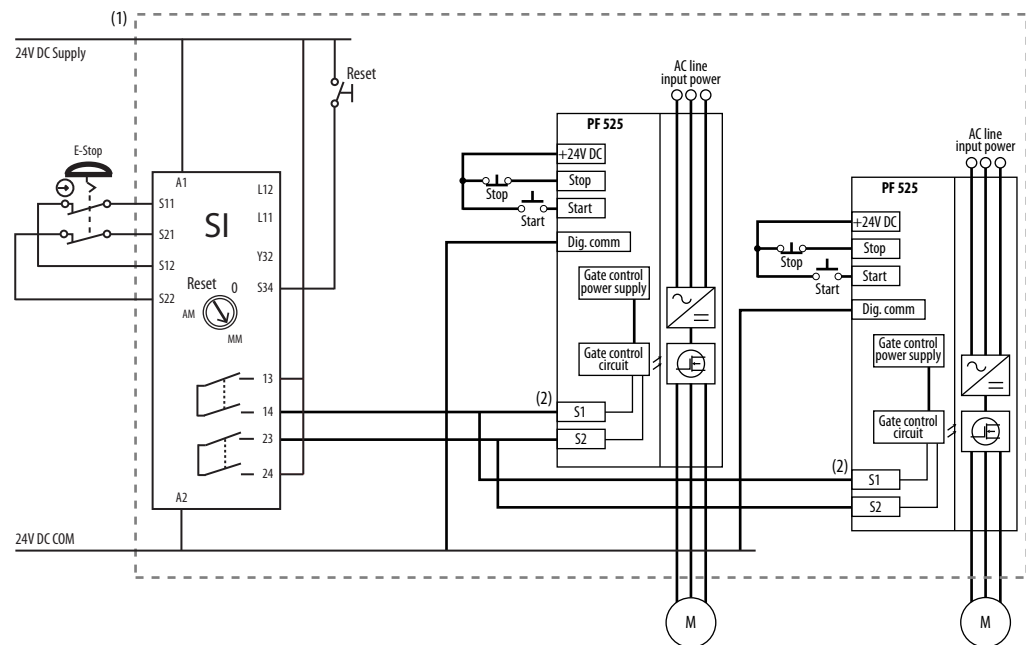 (1)
24V DC Supply
Reset
E-Stop
A1
S11
S21
S12
S22
SI
L12
L11
Y32
S34
Reset
0
AM
MM
13
14
23
24
A2
24V DC COM
AC line
input power
PF 525
+24V DC
Stop
Start
Stop
Start
Dig. comm
Gate control
power supply
Gate control
circuit
(2)
S1
S2
M
AC line
input power
PF 525
+24V DC
Stop
Start
Stop
Start
Dig. comm
Gate control
power supply
Gate control
circuit
(2)
S1
S2
M